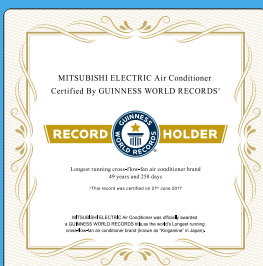 MITSUBISHI ELECTRIC Air Conditioner
Certified By GUINNESS WORLD RECORDS"
RECORD HOLDER
GUINNESS
WORLD RECORDS
Longest running cross-flow-fan air conditioner brand
49 years and 258 days
*This record was certified on 27th June 2017
MITSUBISHI ELECTRIC Air Conditioner was officially awarded
a GUINNESS WORLD RECORDS title as the world's Longest running
cross-flow-fan air conditioner brand (known as "Kirigamine" in Japan).